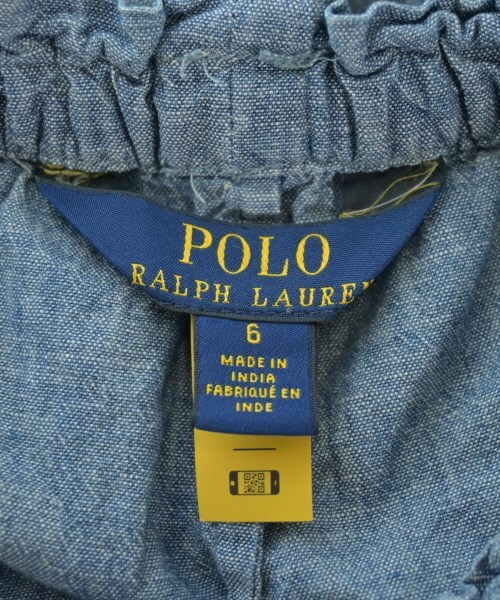 POLO
RALPH LAUREN
6
MADE IN
INDIA
FABRIQUÉ EN
INDE